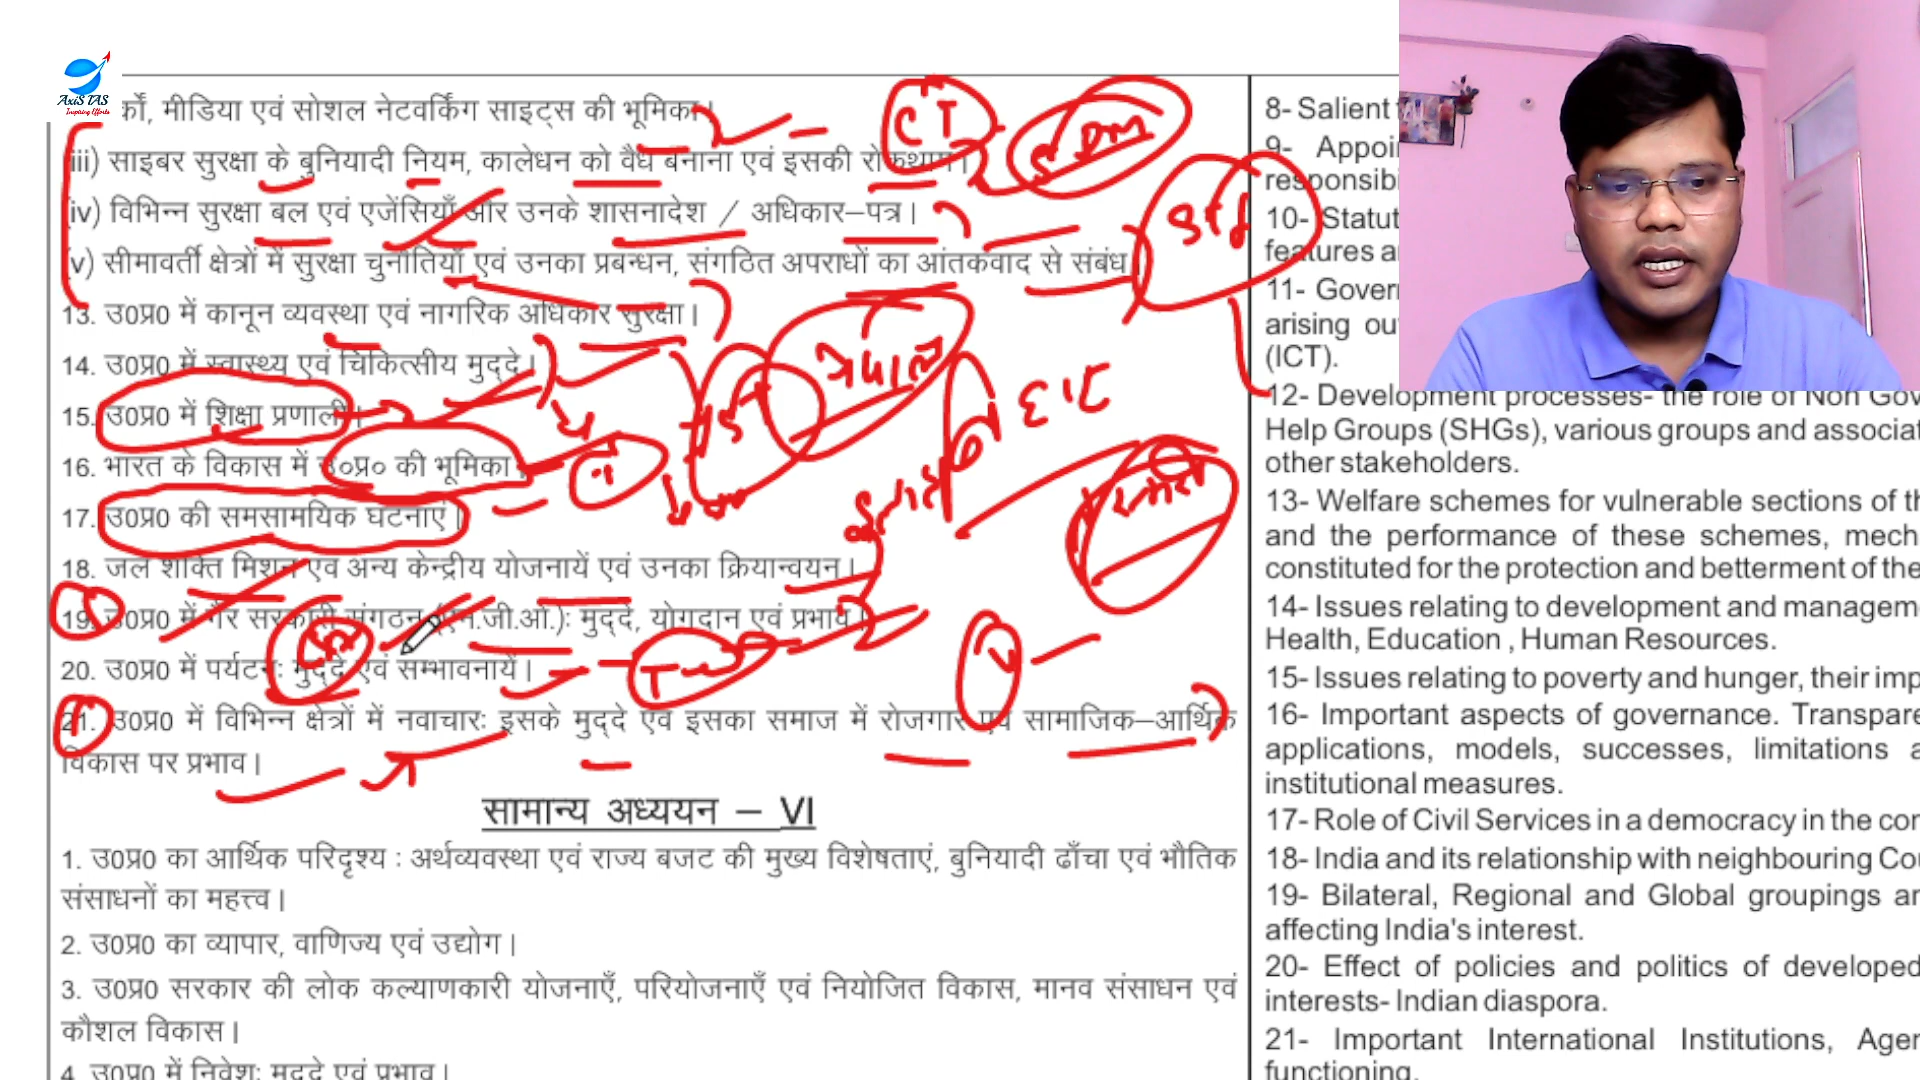 AxiS IAS
Inspiring Efforts
र्को, मीडिया एवं सोशल नेटवर्किंग साइट्स की भूमिका।
iii) साइबर सुरक्षा के बुनियादी नियम, कालेधन को वैध बनाना एवं इसकी रोकथाम।
iv) विभिन्न सुरक्षा बल एवं एजेंसियाँ और उनके शासनादेश / अधिकार–पत्र।
v) सीमावर्ती क्षेत्रों में सुरक्षा चुनौतियाँ एवं उनका प्रबन्धन, संगठित अपराधों का आंतकवाद से संबंध
13. उ0प्र0 में कानून व्यवस्था एवं नागरिक अधिकार सुरक्षा।
14. उ0प्र0 में स्वास्थ्य एवं चिकित्सीय मुद्दे।
15. उ0प्र0 में शिक्षा प्रणाली।
16. भारत के विकास में उ०प्र० की भूमिका
17. उ0प्र0 की समसामयिक घटनाएं।
18. जल शक्ति मिशन एवं अन्य केन्द्रीय योजनायें एवं उनका क्रियान्वयन।
19. उ0प्र0 में गैर सरकारी संगठन (एन.जी.ओ.): मुद्दे, योगदान एवं प्रभाव।
20. उ0प्र0 में पर्यटन: मुद्दे एवं सम्भावनायें।
21. उ0प्र0 में विभिन्न क्षेत्रों में नवाचार: इसके मुद्दे एवं इसका समाज में रोजगार एवं सामाजिक–आर्थिक
विकास पर प्रभाव।
सामान्य अध्ययन – VI
1. उ0प्र0 का आर्थिक परिदृश्य : अर्थव्यवस्था एवं राज्य बजट की मुख्य विशेषताएं, बुनियादी ढाँचा एवं भौतिक
संसाधनों का महत्त्व।
2. उ0प्र0 का व्यापार, वाणिज्य एवं उद्योग।
3. उ0प्र0 सरकार की लोक कल्याणकारी योजनाएँ, परियोजनाएँ एवं नियोजित विकास, मानव संसाधन एवं
कौशल विकास।
4. उ0प्र0 में निवेश: मुद्दे एवं प्रभाव।
CT
SDM
STF
8- Salient
9- Appoi
responsibi
10- Statut
features a
11- Gover
arising ou
(ICT).
12- Development processes- the role of Non Gov
Help Groups (SHGs), various groups and associat
other stakeholders.
13- Welfare schemes for vulnerable sections of th
and the performance of these schemes, mech
constituted for the protection and betterment of the
14- Issues relating to development and managem
Health, Education , Human Resources.
15- Issues relating to poverty and hunger, their imp
16- Important aspects of governance. Transpare
applications, models, successes, limitations a
institutional measures.
17- Role of Civil Services in a democracy in the co
18- India and its relationship with neighbouring Co
19- Bilateral, Regional and Global groupings a
affecting India's interest.
20- Effect of policies and politics of developed
interests- Indian diaspora.
21- Important International Institutions, Age
functioning.